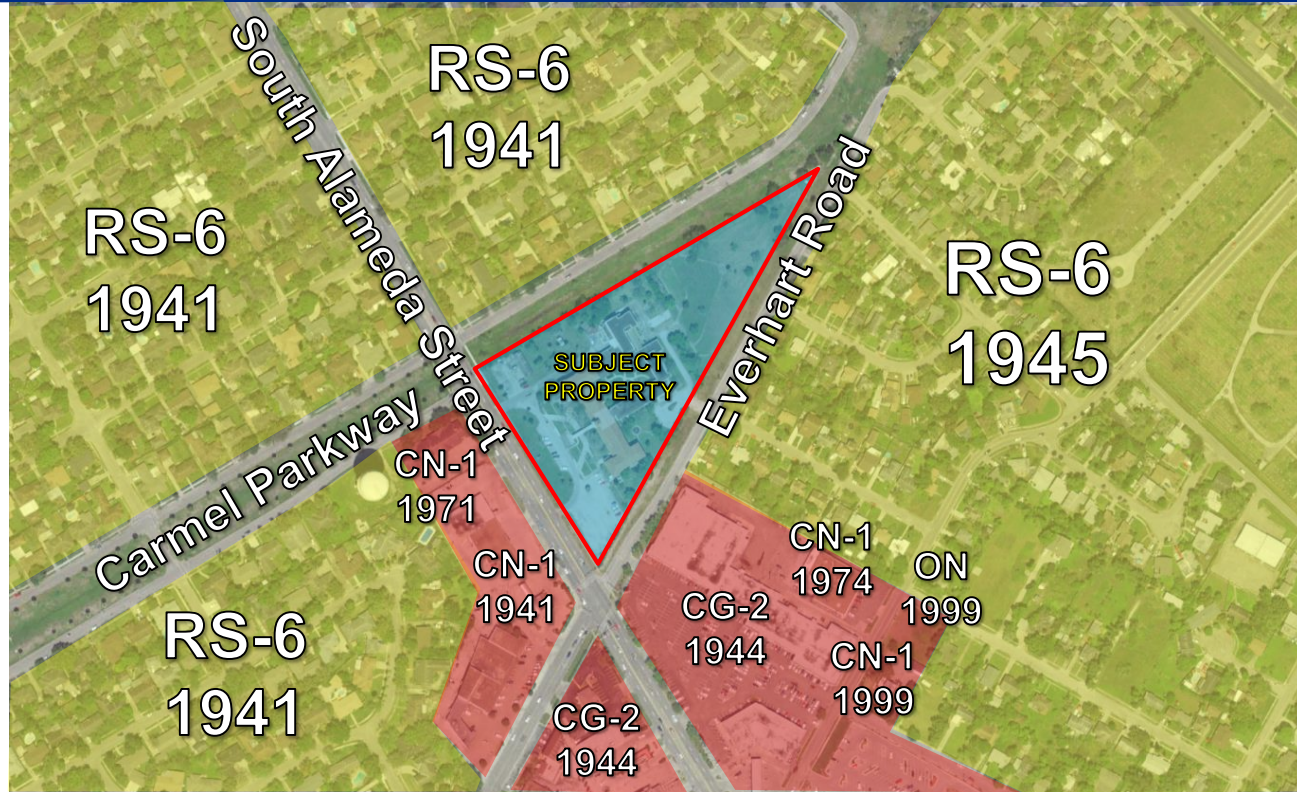 South Alameda Street
RS-6
1941
RS-6
1941
Everhart Road
RS-6
1945
SUBJECT
PROPERTY
Carmel Parkway
CN-1
1971
CN-1
1941
CN-1
1974
ON
1999
CG-2
1944
CN-1
1999
RS-6
1941
CG-2
1944